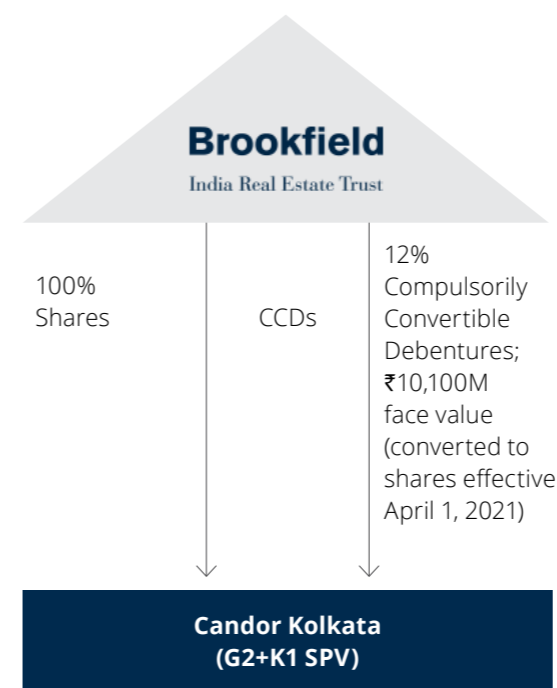 Brookfield
India Real Estate Trust
100%
Shares
CCDs
12%
Compulsorily
Convertible
Debentures;
₹10,100M
face value
(converted to
shares effective
April 1, 2021)
Candor Kolkata
(G2+K1 SPV)